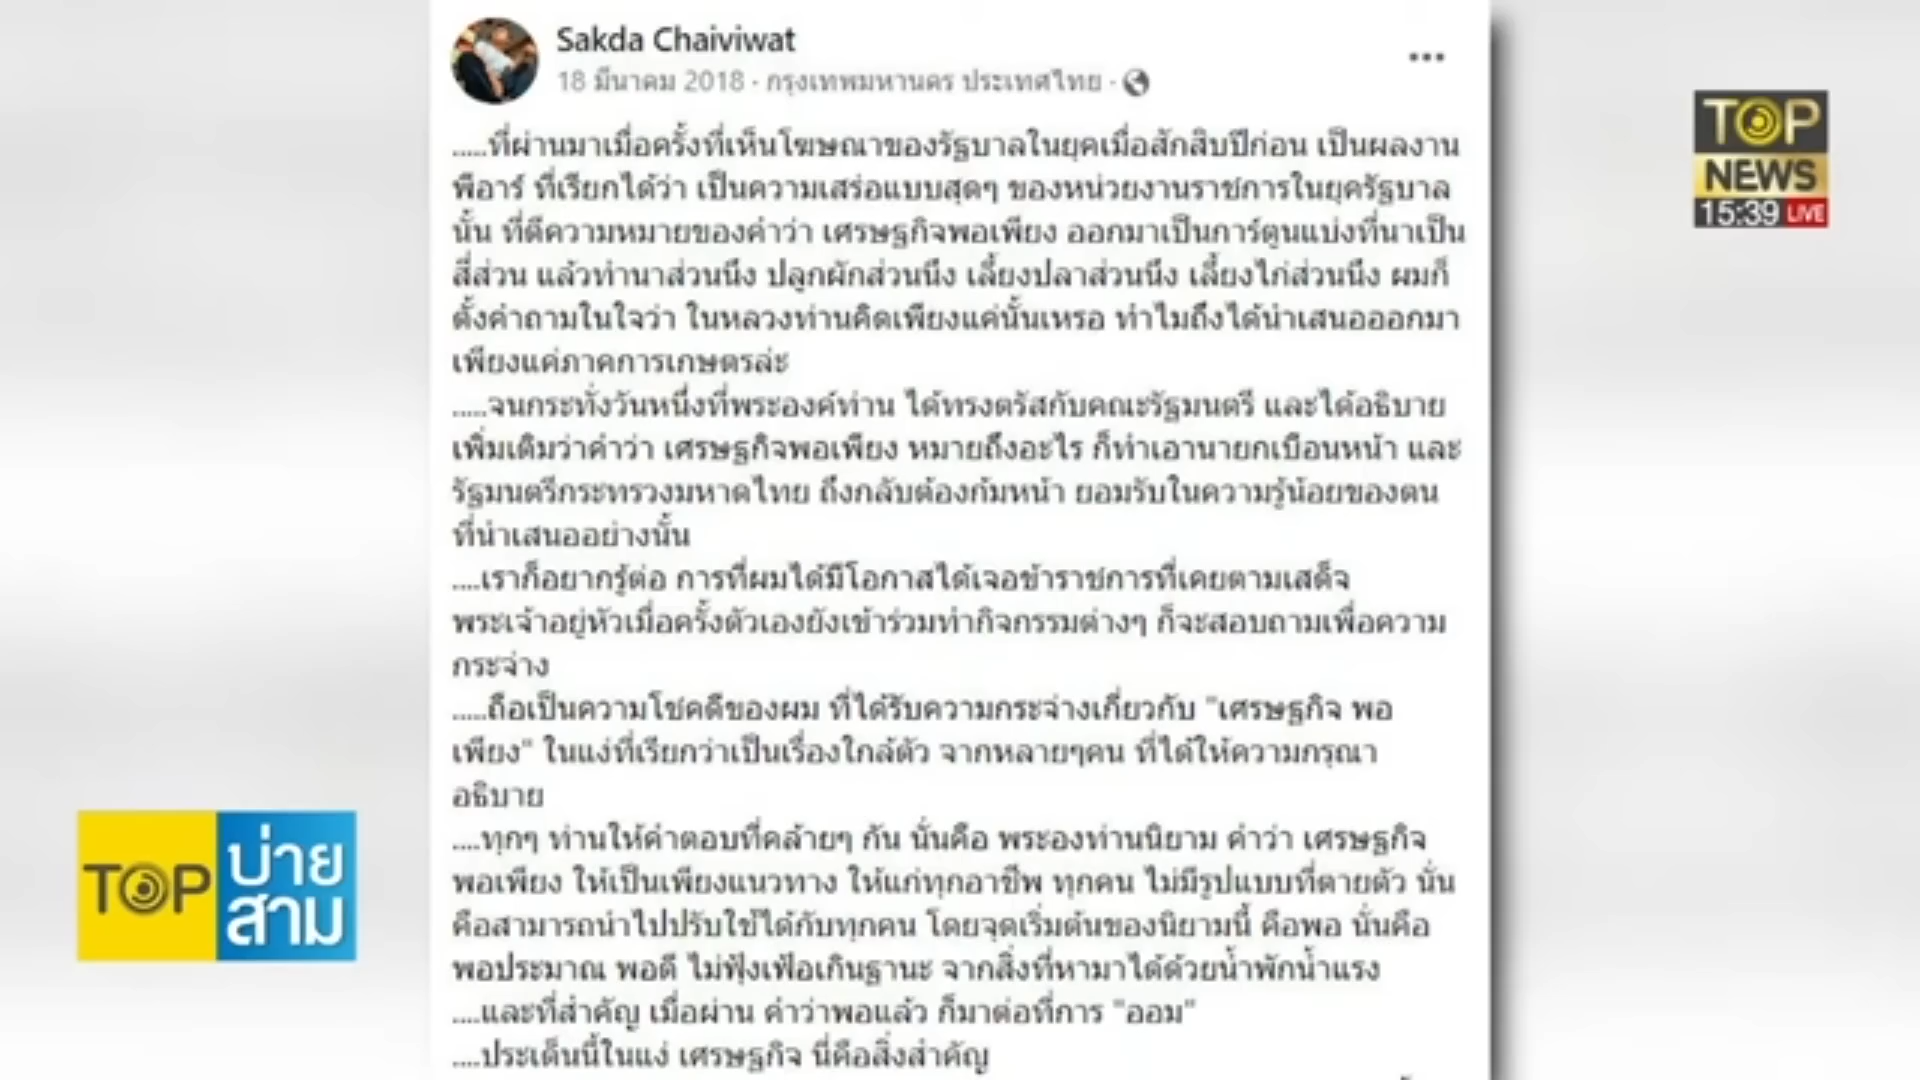 Sakda Chaiviwat
18 มีนาคม 2018 · กรุงเทพมหานคร ประเทศไทย ·
.....ที่ผ่านมาเมื่อครั้งที่เห็นโฆษณาของรัฐบาลในยุคเมื่อสักสิบปีก่อน เป็นผลงาน
พีอาร์ ที่เรียกได้ว่า เป็นความเสร่อแบบสุดๆ ของหน่วยงานราชการในยุครัฐบาล
นั้น ที่ตีความหมายของคำว่า เศรษฐกิจพอเพียง ออกมาเป็นการ์ตูนแบ่งที่นาเป็น
สี่ส่วน แล้วทำนาส่วนนึง ปลูกผักส่วนนึง เลี้ยงปลาส่วนนึง เลี้ยงไก่ส่วนนึง ผมก็
ตั้งคำถามในใจว่า ในหลวงท่านคิดเพียงแค่นั้นเหรอ ทำไมถึงได้นำเสนอออกมา
เพียงแค่ภาคการเกษตรล่ะ
.....จนกระทั่งวันหนึ่งที่พระองค์ท่าน ได้ทรงตรัสกับคณะรัฐมนตรี และได้อธิบาย
เพิ่มเติมว่าคำว่า เศรษฐกิจพอเพียง หมายถึงอะไร ก็ทำเอานายกเบือนหน้า และ
รัฐมนตรีกระทรวงมหาดไทย ถึงกลับต้องก้มหน้า ยอมรับในความรู้น้อยของตน
ที่นำเสนออย่างนั้น
....เราก็อยากรู้ต่อ การที่ผมได้มีโอกาสได้เจอข้าราชการที่เคยตามเสด็จ
พระเจ้าอยู่หัวเมื่อครั้งตัวเองยังเข้าร่วมทำกิจกรรมต่างๆ ก็จะสอบถามเพื่อความ
กระจ่าง
.....ถือเป็นความโชคดีของผม ที่ได้รับความกระจ่างเกี่ยวกับ "เศรษฐกิจ พอ
เพียง" ในแง่ที่เรียกว่าเป็นเรื่องใกล้ตัว จากหลายๆคน ที่ได้ให้ความกรุณา
อธิบาย
....ทุกๆ ท่านให้คำตอบที่คล้ายๆ กัน นั่นคือ พระองท่านนิยาม คำว่า เศรษฐกิจ
พอเพียง ให้เป็นเพียงแนวทาง ให้แก่ทุกอาชีพ ทุกคน ไม่มีรูปแบบที่ตายตัว นั่น
คือสามารถนำไปปรับใช้ได้กับทุกคน โดยจุดเริ่มต้นของนิยามนี้ คือพอ นั่นคือ
พอประมาณ พอดี ไม่ฟุ้งเฟ้อเกินฐานะ จากสิ่งที่หามาได้ด้วยน้ำพักน้ำแรง
....และที่สำคัญ เมื่อผ่าน คำว่าพอแล้ว ก็มาต่อที่การ "ออม"
....ประเด็นนี้ในแง่ เศรษฐกิจ นี่คือสิ่งสำคัญ
TOP
NEWS
15:39 LIVE
TOP
บ่าย
สาม